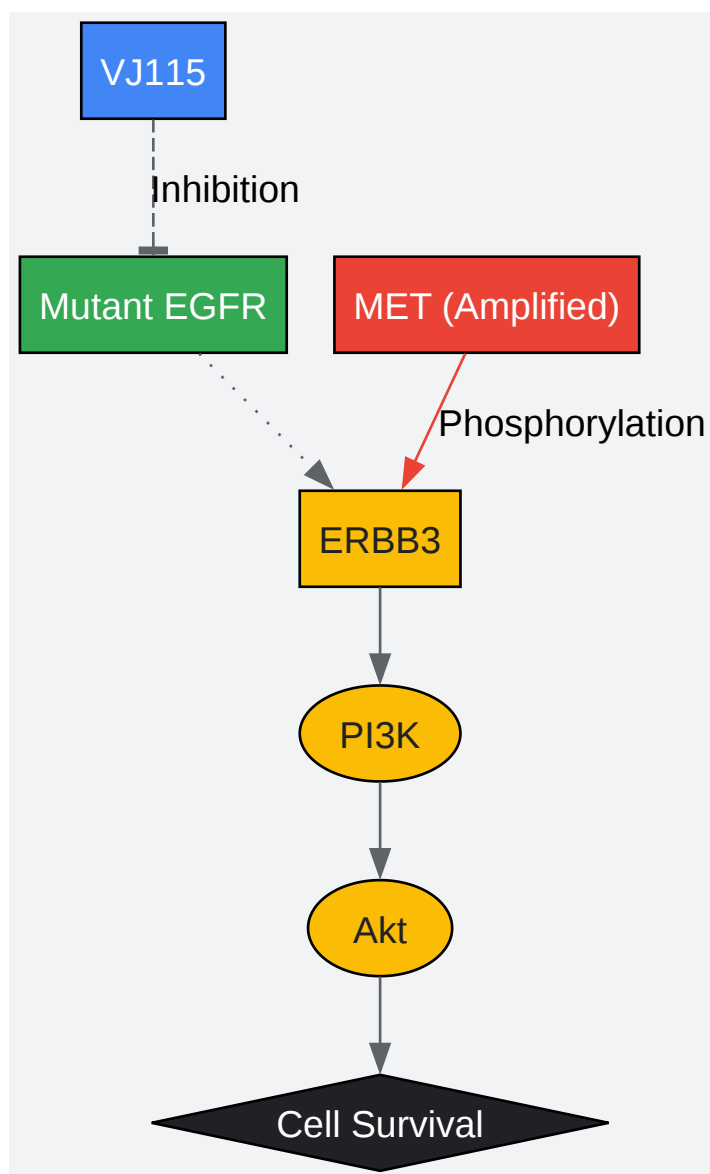 VJ115
Inhibition
Mutant EGFR
MET (Amplified)
Phosphorylation
ERBB3
PI3K
Akt
Cell Survival